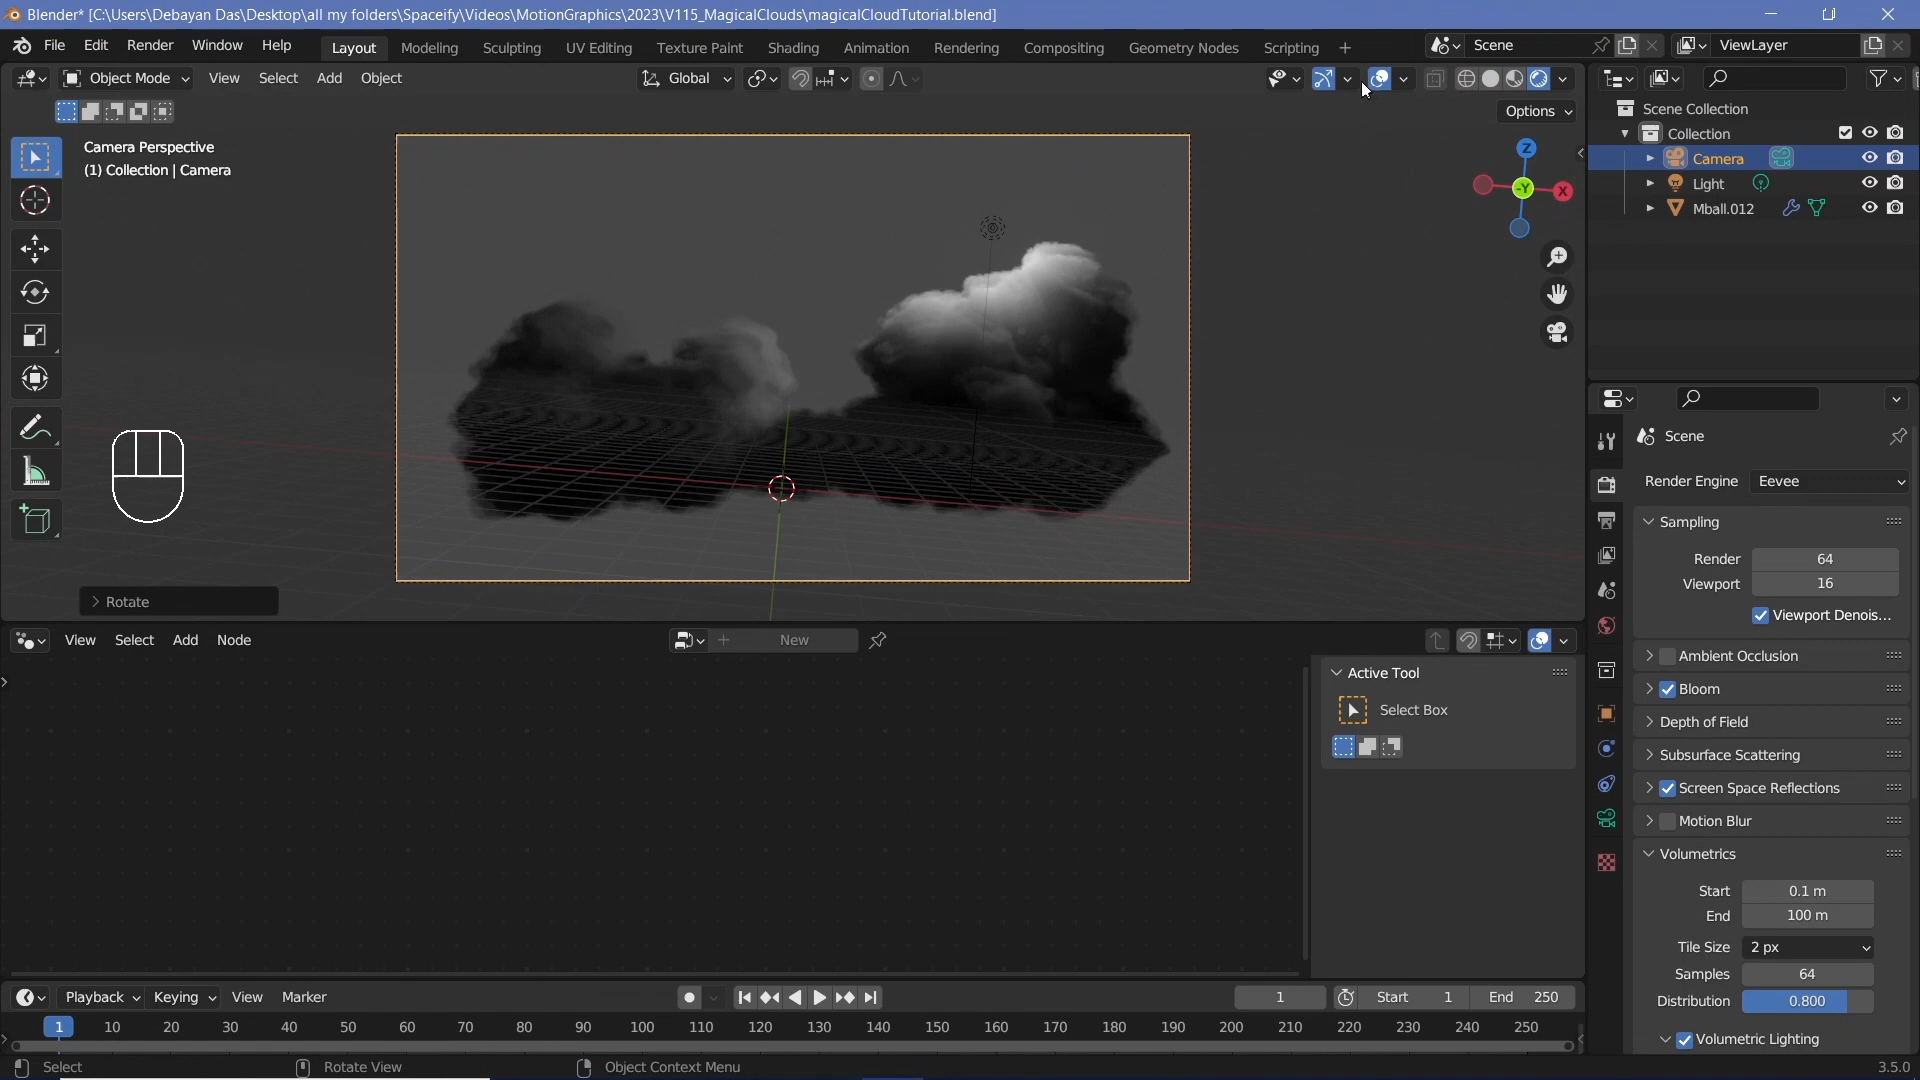 Blender* [C:\Users\Debayan Das\Desktop\all my folders\Spaceify\Videos\MotionGraphics\2023\V115_MagicalClouds\magicalCloudTutorial.blend]
File Edit Render Window Help Layout Modeling Sculpting UV Editing Texture Paint Shading Animation Rendering Compositing Geometry Nodes Scripting + Scene ViewLayer
Object Mode View Select Add Object Global
Options
Scene Collection
Collection
Camera
Light
Mball.012
Camera Perspective
(1) Collection | Camera
Z
-Y
X
Rotate
Scene
Render Engine Eevee
Sampling
Render 64
Viewport 16
Viewport Denois...
Ambient Occlusion
Bloom
Depth of Field
Subsurface Scattering
Screen Space Reflections
Motion Blur
Volumetrics
Start 0.1 m
End 100 m
Tile Size 2 px
Samples 64
Distribution 0.800
Volumetric Lighting
View Select Add Node New
Active Tool
Select Box
Playback Keying View Marker 1 Start 1 End 250
1 10 20 30 40 50 60 70 80 90 100 110 120 130 140 150 160 170 180 190 200 210 220 230 240 250
Select Rotate View Object Context Menu 3.5.0